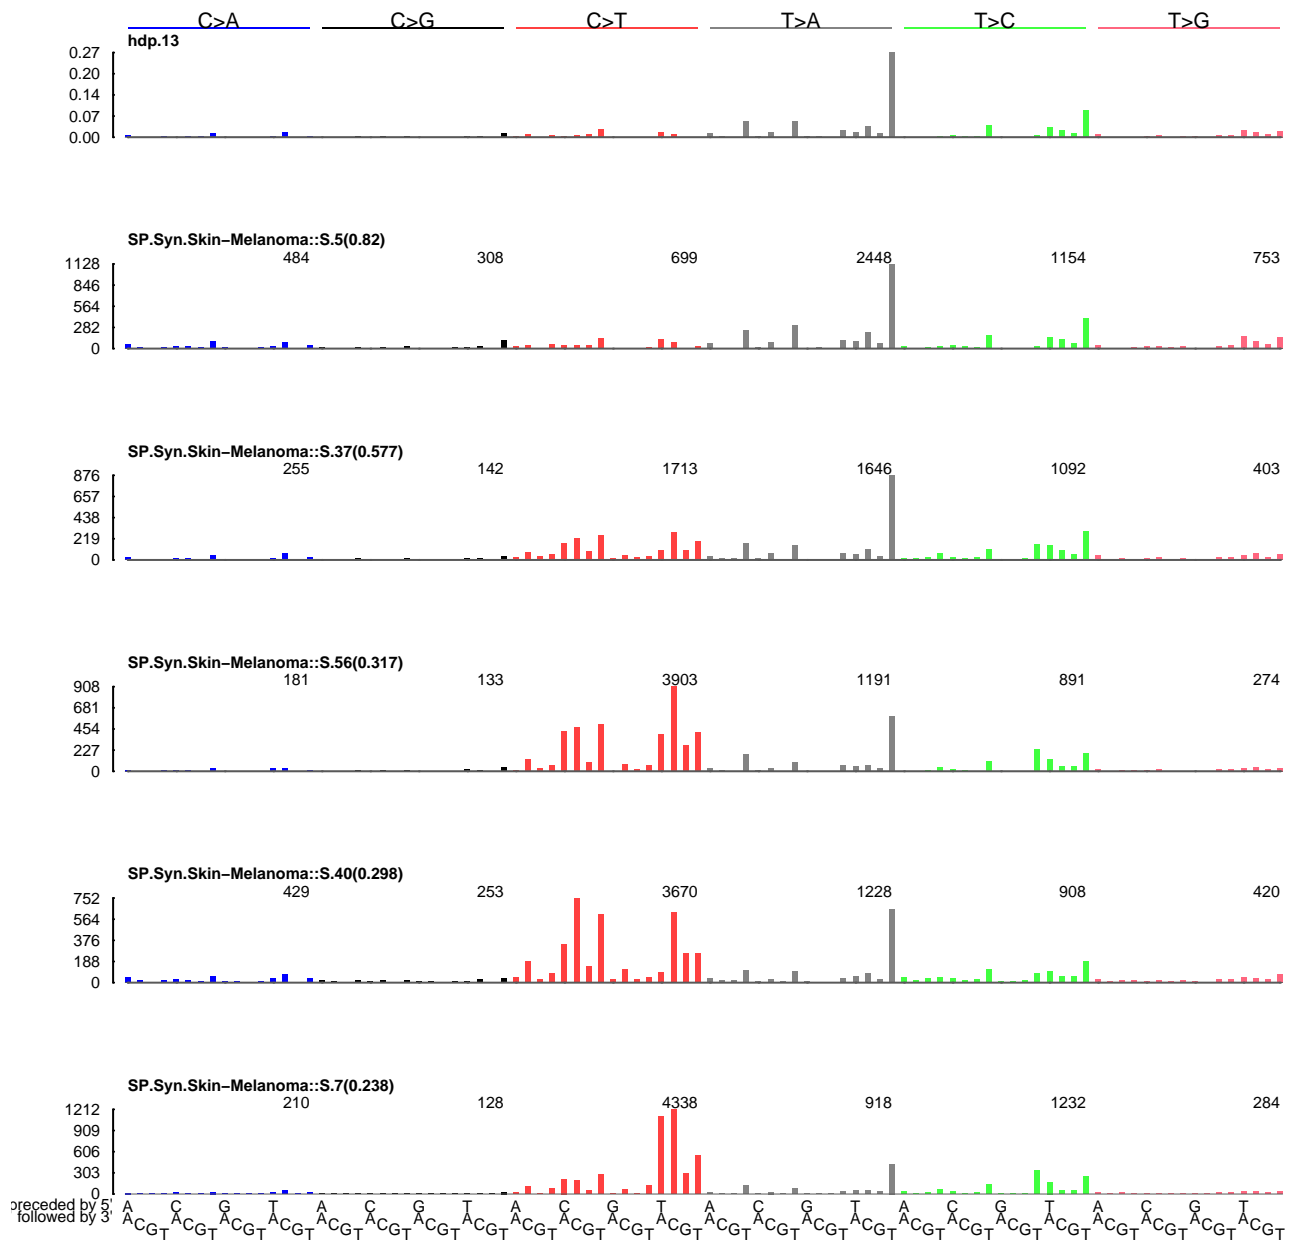 C>A C>G C>T T>A T>C T>G
hdp.13
0.27
0.20
0.14
0.07
0.00
SP.Syn.Skin−Melanoma::S.5(0.82)
484 308 699 2448 1154 753
1128
846
564
282
0
SP.Syn.Skin−Melanoma::S.37(0.577)
255 142 1713 1646 1092 403
876
657
438
219
0
SP.Syn.Skin−Melanoma::S.56(0.317)
181 133 3903 1191 891 274
908
681
454
227
0
SP.Syn.Skin−Melanoma::S.40(0.298)
429 253 3670 1228 908 420
752
564
376
188
0
SP.Syn.Skin−Melanoma::S.7(0.238)
210 128 4338 918 1232 284
1212
909
606
303
0
preceded by 5' A C G T A C G T A C G T A C G T A C G T A C G T
followed by 3' A C G T A C G T A C G T A C G T A C G T A C G T A C G T A C G T A C G T A C G T A C G T A C G T A C G T A C G T A C G T A C G T A C G T A C G T A C G T A C G T A C G T A C G T A C G T A C G T